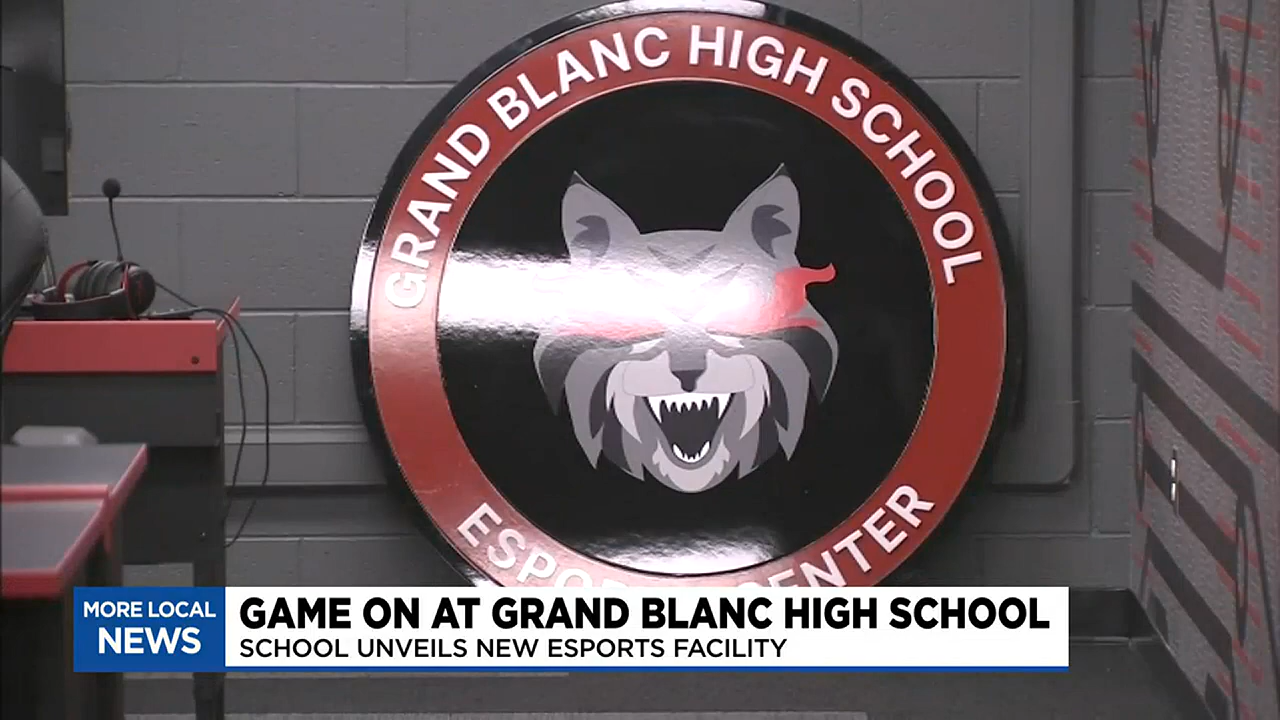 GRAND BLANC HIGH SCHOOL
ESPORTS CENTER
MORE LOCAL
NEWS
GAME ON AT GRAND BLANC HIGH SCHOOL
SCHOOL UNVEILS NEW ESPORTS FACILITY